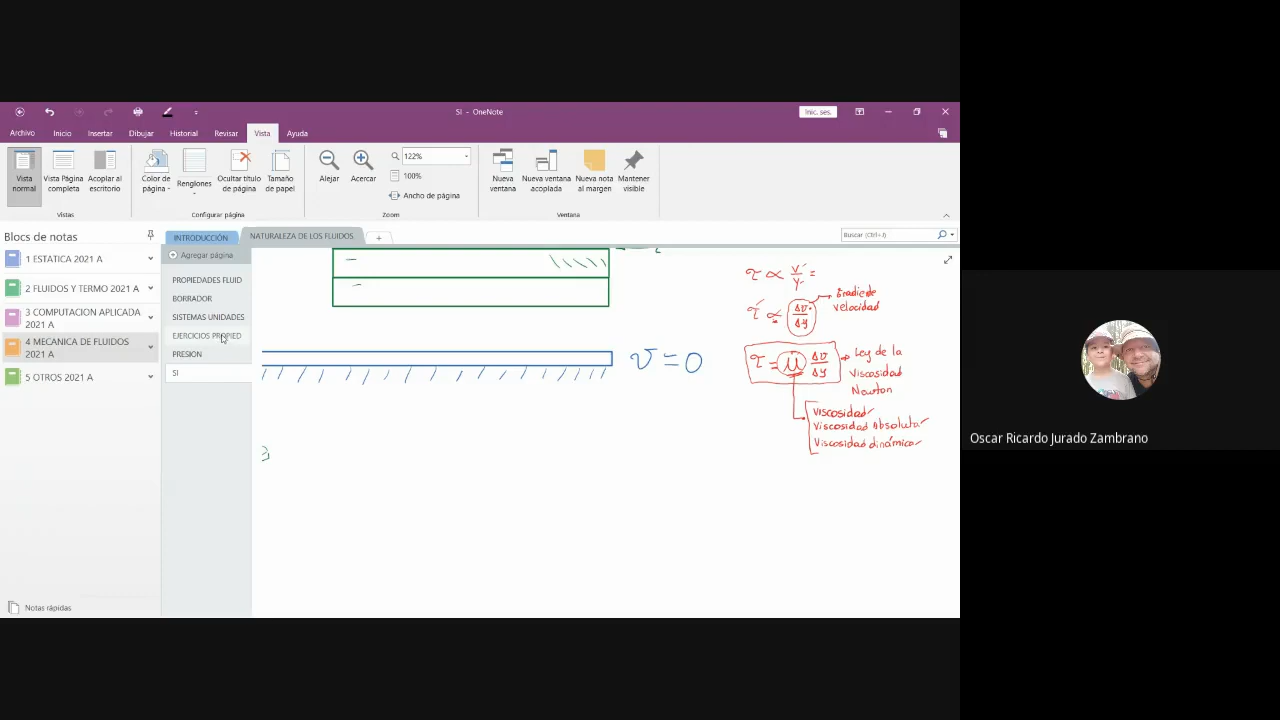 SI - OneNote
Inic. ses.
Archivo
Inicio
Insertar
Dibujar
Historial
Revisar
Vista
Ayuda
Vista normal
Vista Página completa
Acoplar al escritorio
Color de página
Renglones
Ocultar título de página
Tamaño de papel
Alejar
Acercar
122%
100%
Ancho de página
Nueva ventana
Nueva ventana acoplada
Nueva nota al margen
Mantener visible
Vistas
Configurar página
Zoom
Ventana
Blocs de notas
INTRODUCCIÓN
NATURALEZA DE LOS FLUIDOS
+
Buscar (Ctrl+J)
1 ESTATICA 2021 A
2 FLUIDOS Y TERMO 2021 A
3 COMPUTACION APLICADA 2021 A
4 MECANICA DE FLUIDOS 2021 A
5 OTROS 2021 A
Notas rápidas
Agregar página
PROPIEDADES FLUID
BORRADOR
SISTEMAS UNIDADES
EJERCICIOS PROPIED
PRESION
SI
v = 0
τ ∝ v/y =
τ ∝ Δv/Δy
Gradiente
velocidad
τ = μ Δv/Δy
Ley de la
Viscosidad
Newton
Viscosidad
Viscosidad Absoluta
Viscosidad dinámica
Oscar Ricardo Jurado Zambrano